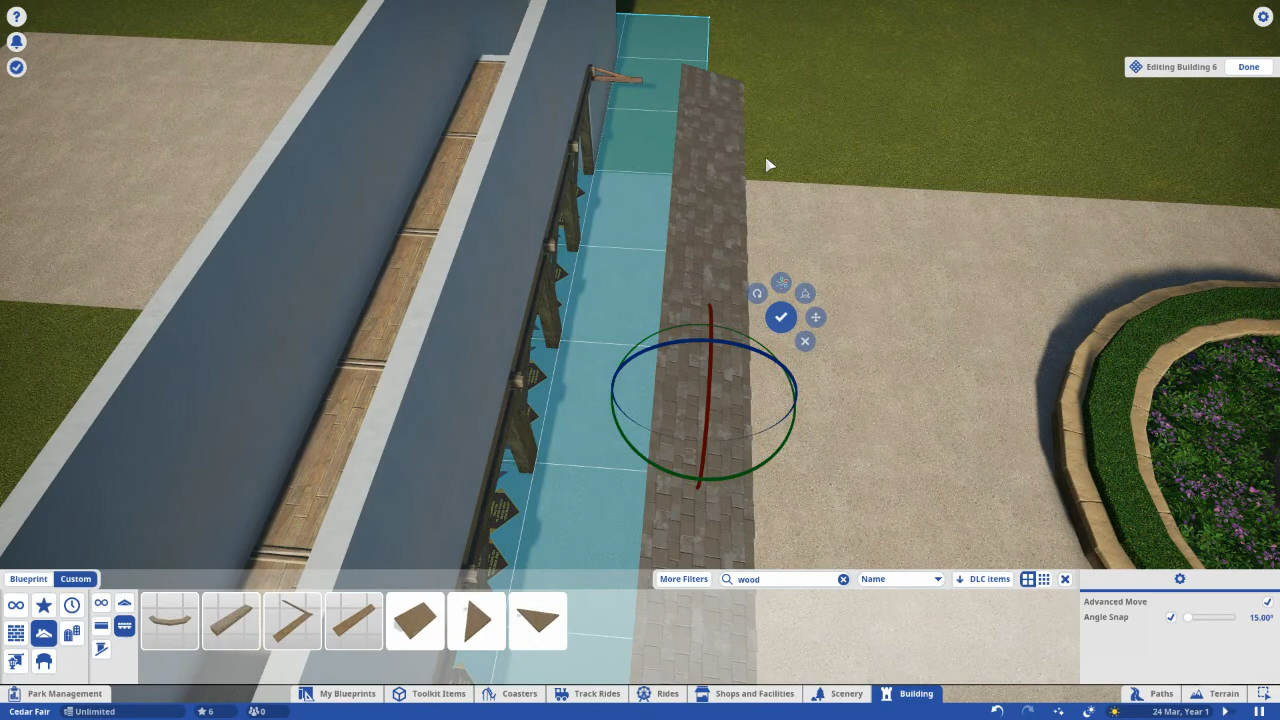 Editing Building 6
Done
Blueprint
Custom
More Filters
wood
Name
DLC items
Advanced Move
Angle Snap
15.00°
Park Management
My Blueprints
Toolkit Items
Coasters
Track Rides
Rides
Shops and Facilities
Scenery
Building
Paths
Terrain
Cedar Fair
Unlimited
6
0
24 Mar, Year 1